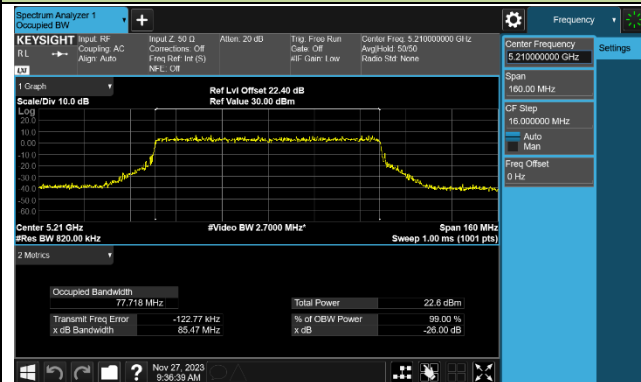 Spectrum Analyzer 1
Occupied BW
Frequency
KEYSIGHT
RL
LXI
Input: RF
Coupling: AC
Align: Auto
Input Z: 50 Ω
Corrections: Off
Freq Ref: Int (S)
NFE: Off
Atten: 20 dB
Trig: Free Run
Gate: Off
#IF Gain: Low
Center Freq: 5.210000000 GHz
Avg|Hold: 50/50
Radio Std: None
1 Graph
Scale/Div 10.0 dB
Ref Lvl Offset 22.40 dB
Ref Value 30.00 dBm
Log
20.0
10.0
0.00
-10.0
-20.0
-30.0
-40.0
-50.0
-60.0
Center 5.21 GHz
#Res BW 820.00 kHz
#Video BW 2.7000 MHz*
Span 160 MHz
Sweep 1.00 ms (1001 pts)
2 Metrics
Occupied Bandwidth
77.718 MHz
Transmit Freq Error -122.77 kHz
x dB Bandwidth 85.47 MHz
Total Power 22.6 dBm
% of OBW Power 99.00 %
x dB -26.00 dB
Center Frequency
5.210000000 GHz
Span
160.00 MHz
CF Step
16.000000 MHz
Auto
Man
Freq Offset
0 Hz
Settings
?
Nov 27, 2023
9:36:39 AM